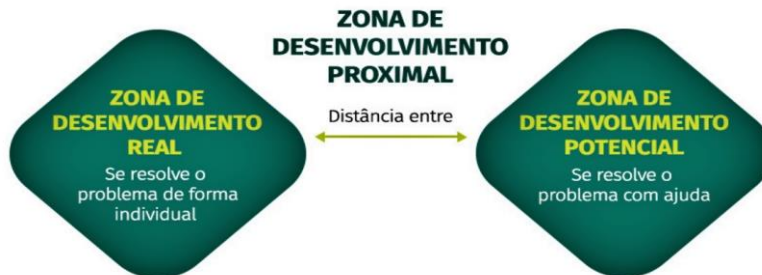 ZONA DE
DESENVOLVIMENTO
PROXIMAL
ZONA DE
DESENVOLVIMENTO
REAL
Se resolve o
problema de forma
individual
Distância entre
ZONA DE
DESENVOLVIMENTO
POTENCIAL
Se resolve o
problema com ajuda